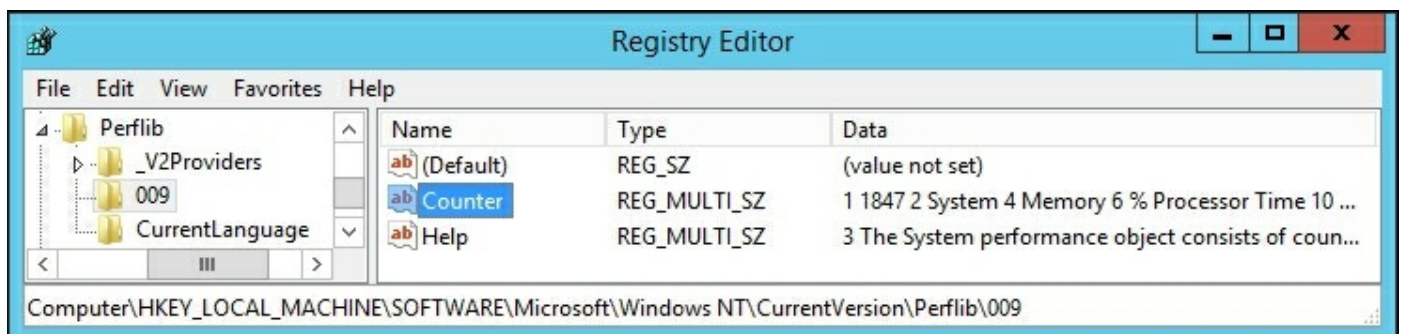 Registry Editor
File Edit View Favorites Help
Perflib
_V2Providers
009
CurrentLanguage
Name Type Data
(Default) REG_SZ (value not set)
Counter REG_MULTI_SZ 1 1847 2 System 4 Memory 6 % Processor Time 10 ...
Help REG_MULTI_SZ 3 The System performance object consists of coun...
Computer\HKEY_LOCAL_MACHINE\SOFTWARE\Microsoft\Windows NT\CurrentVersion\Perflib\009